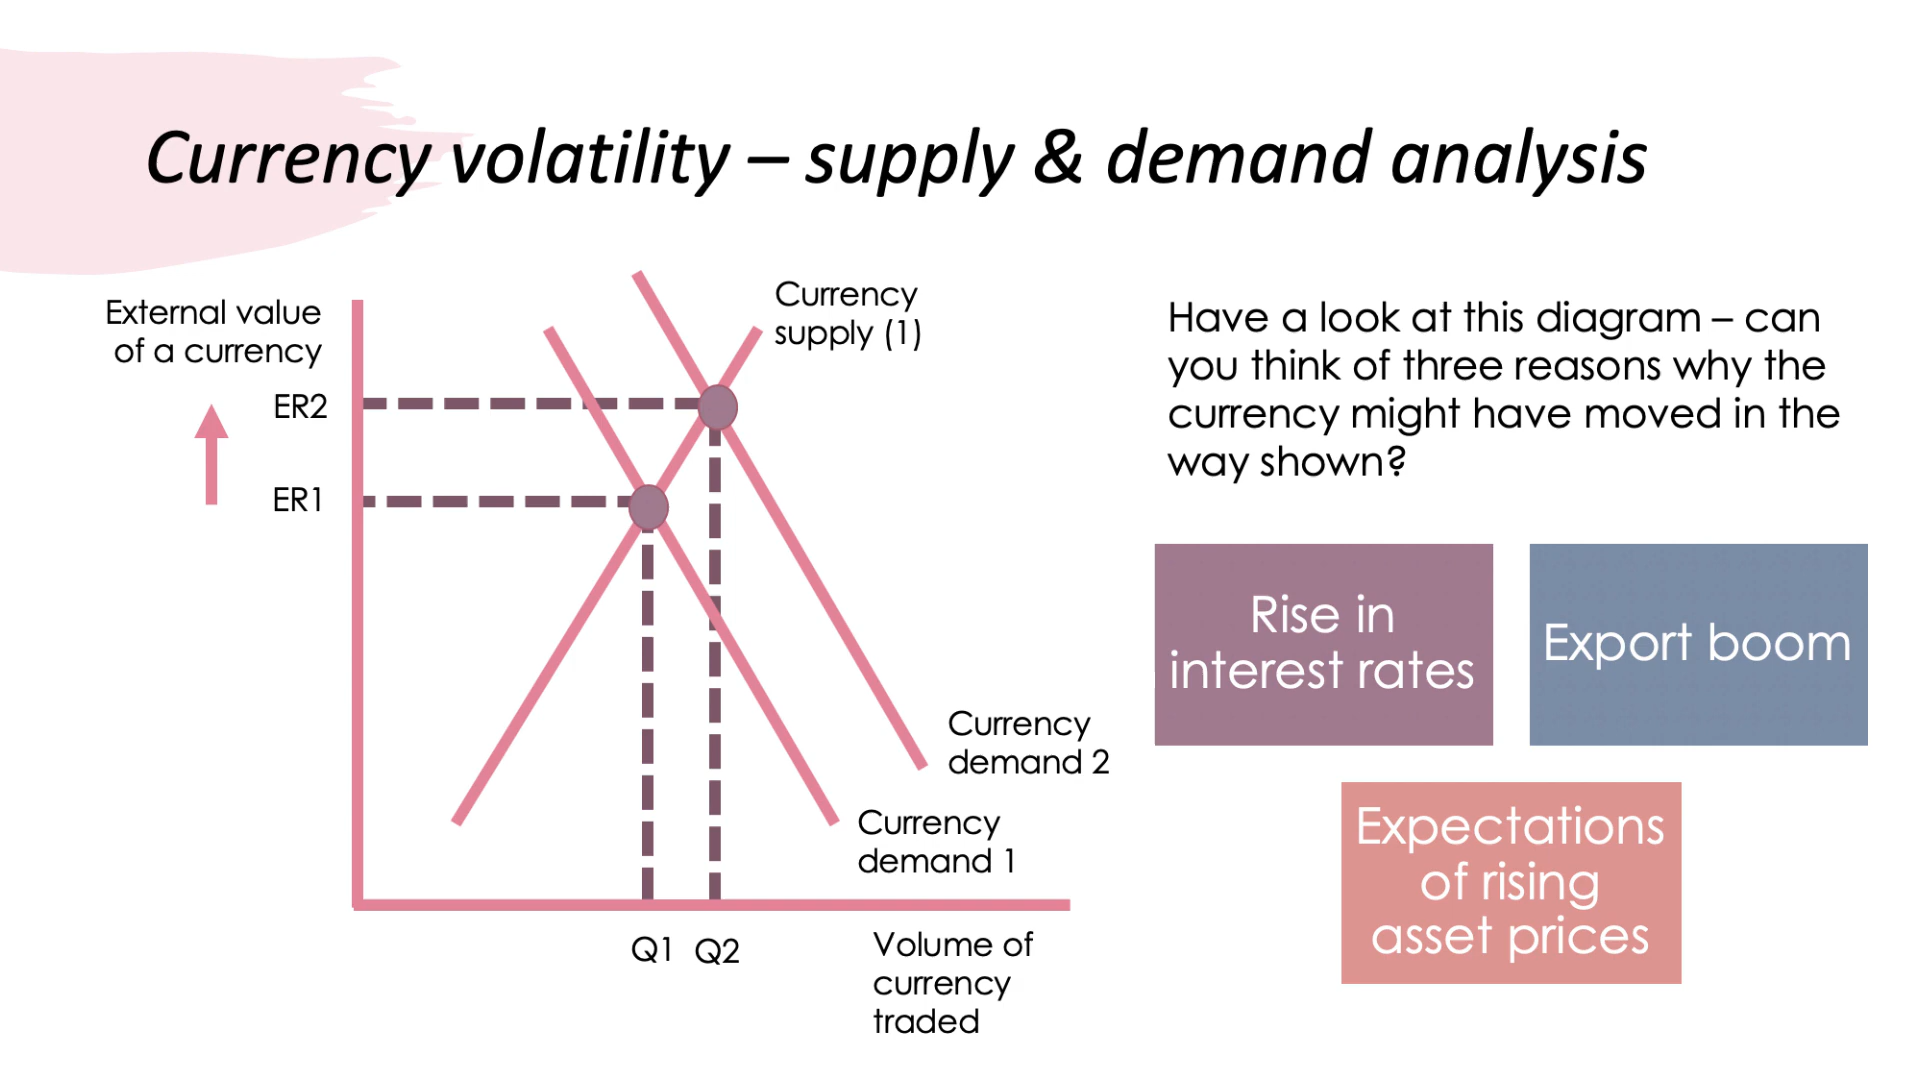 Currency volatility – supply & demand analysis
External value
of a currency
ER2
ER1
Currency
supply (1)
Currency
demand 2
Currency
demand 1
Q1 Q2
Volume of
currency
traded
Have a look at this diagram – can
you think of three reasons why the
currency might have moved in the
way shown?
Rise in
interest rates
Export boom
Expectations
of rising
asset prices